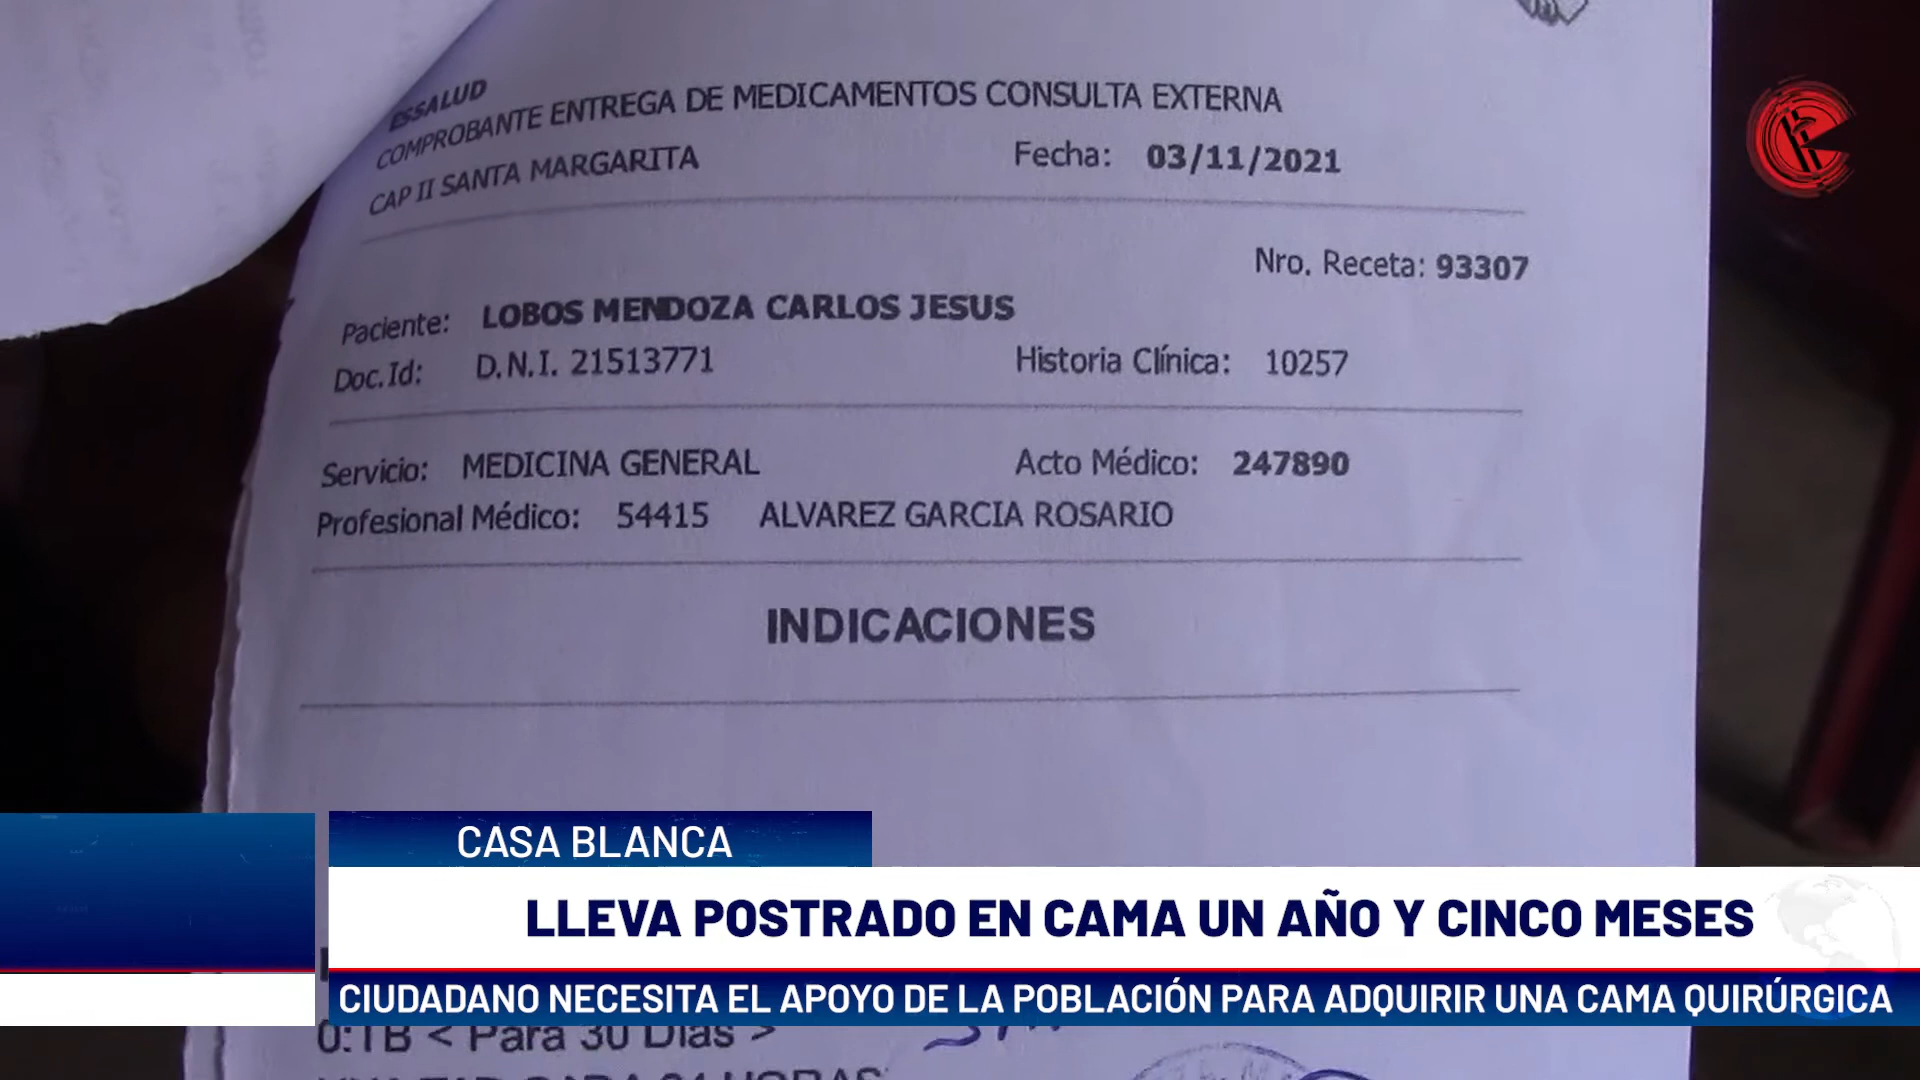 ESSALUD
COMPROBANTE ENTREGA DE MEDICAMENTOS CONSULTA EXTERNA
CAP II SANTA MARGARITA Fecha: 03/11/2021
Nro. Receta: 93307
Paciente: LOBOS MENDOZA CARLOS JESUS
Doc.Id: D.N.I. 21513771 Historia Clínica: 10257
Servicio: MEDICINA GENERAL Acto Médico: 247890
Profesional Médico: 54415 ALVAREZ GARCIA ROSARIO
INDICACIONES
CASA BLANCA
LLEVA POSTRADO EN CAMA UN AÑO Y CINCO MESES
CIUDADANO NECESITA EL APOYO DE LA POBLACIÓN PARA ADQUIRIR UNA CAMA QUIRÚRGICA
0:1TB < Para 30 Dias >